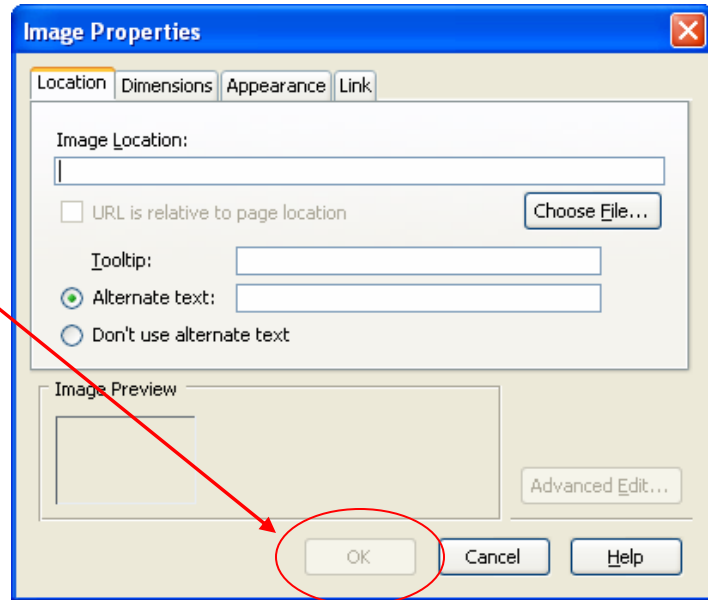 Image Properties
Location Dimensions Appearance Link
Image Location:
URL is relative to page location
Choose File...
Tooltip:
Alternate text:
Don't use alternate text
Image Preview
Advanced Edit...
OK Cancel Help